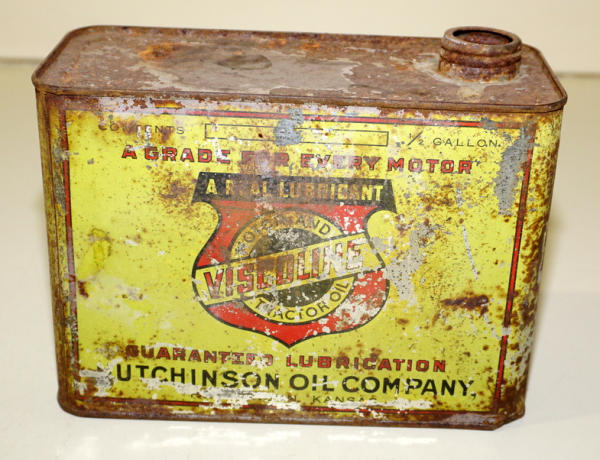 CONTENTS 1/2 GALLON.
A GRADE FOR EVERY MOTOR
A REAL LUBRICANT
AND
VISCOLINE
TRACTOR OIL
GUARANTEED LUBRICATION
UTCHINSON OIL COMPANY,
KANSAS